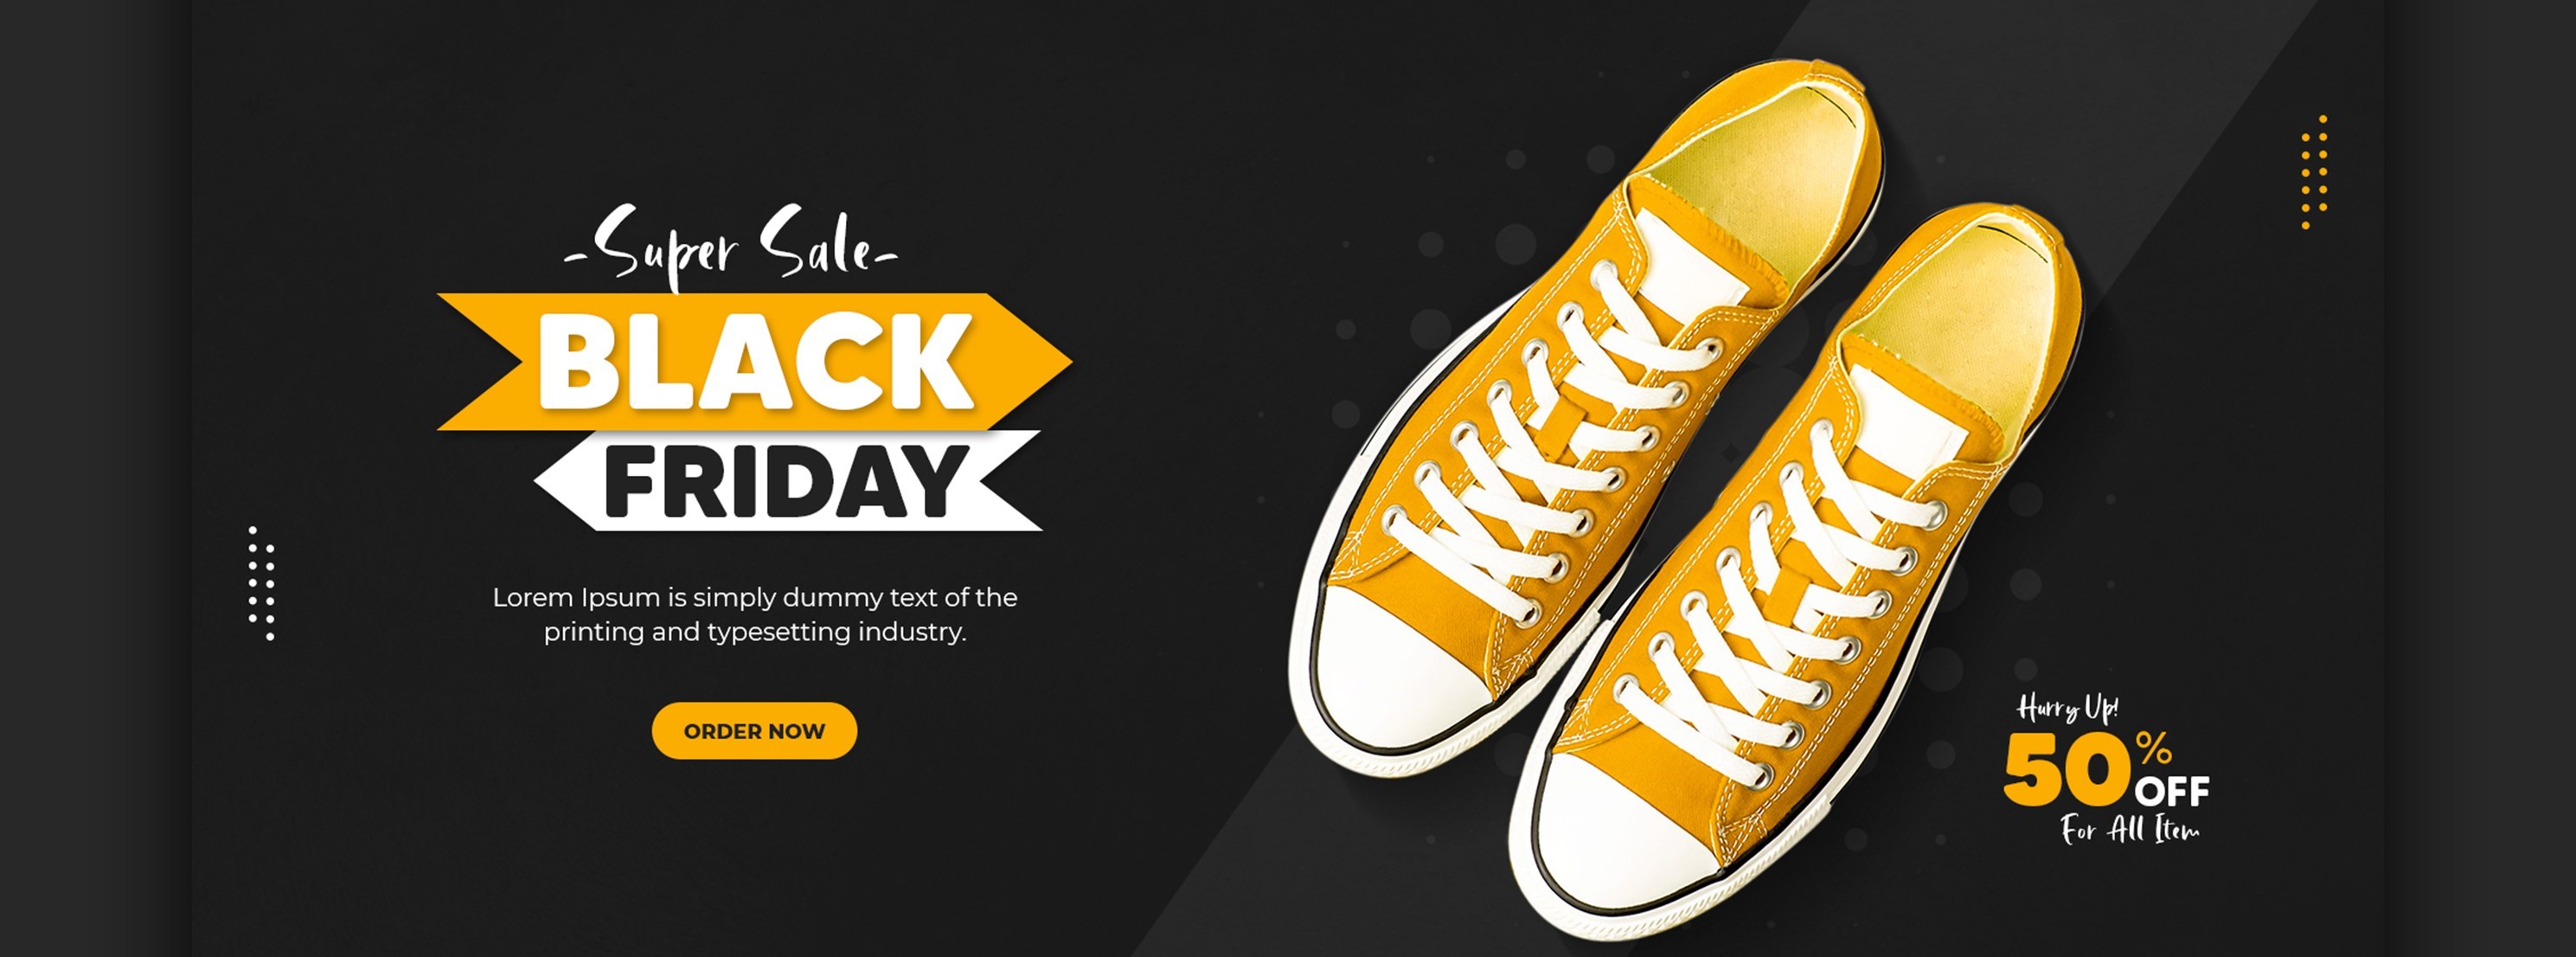 -Super Sale-
BLACK
FRIDAY
Lorem Ipsum is simply dummy text of the
printing and typesetting industry.
ORDER NOW
Hurry Up!
50%
OFF
For All Item